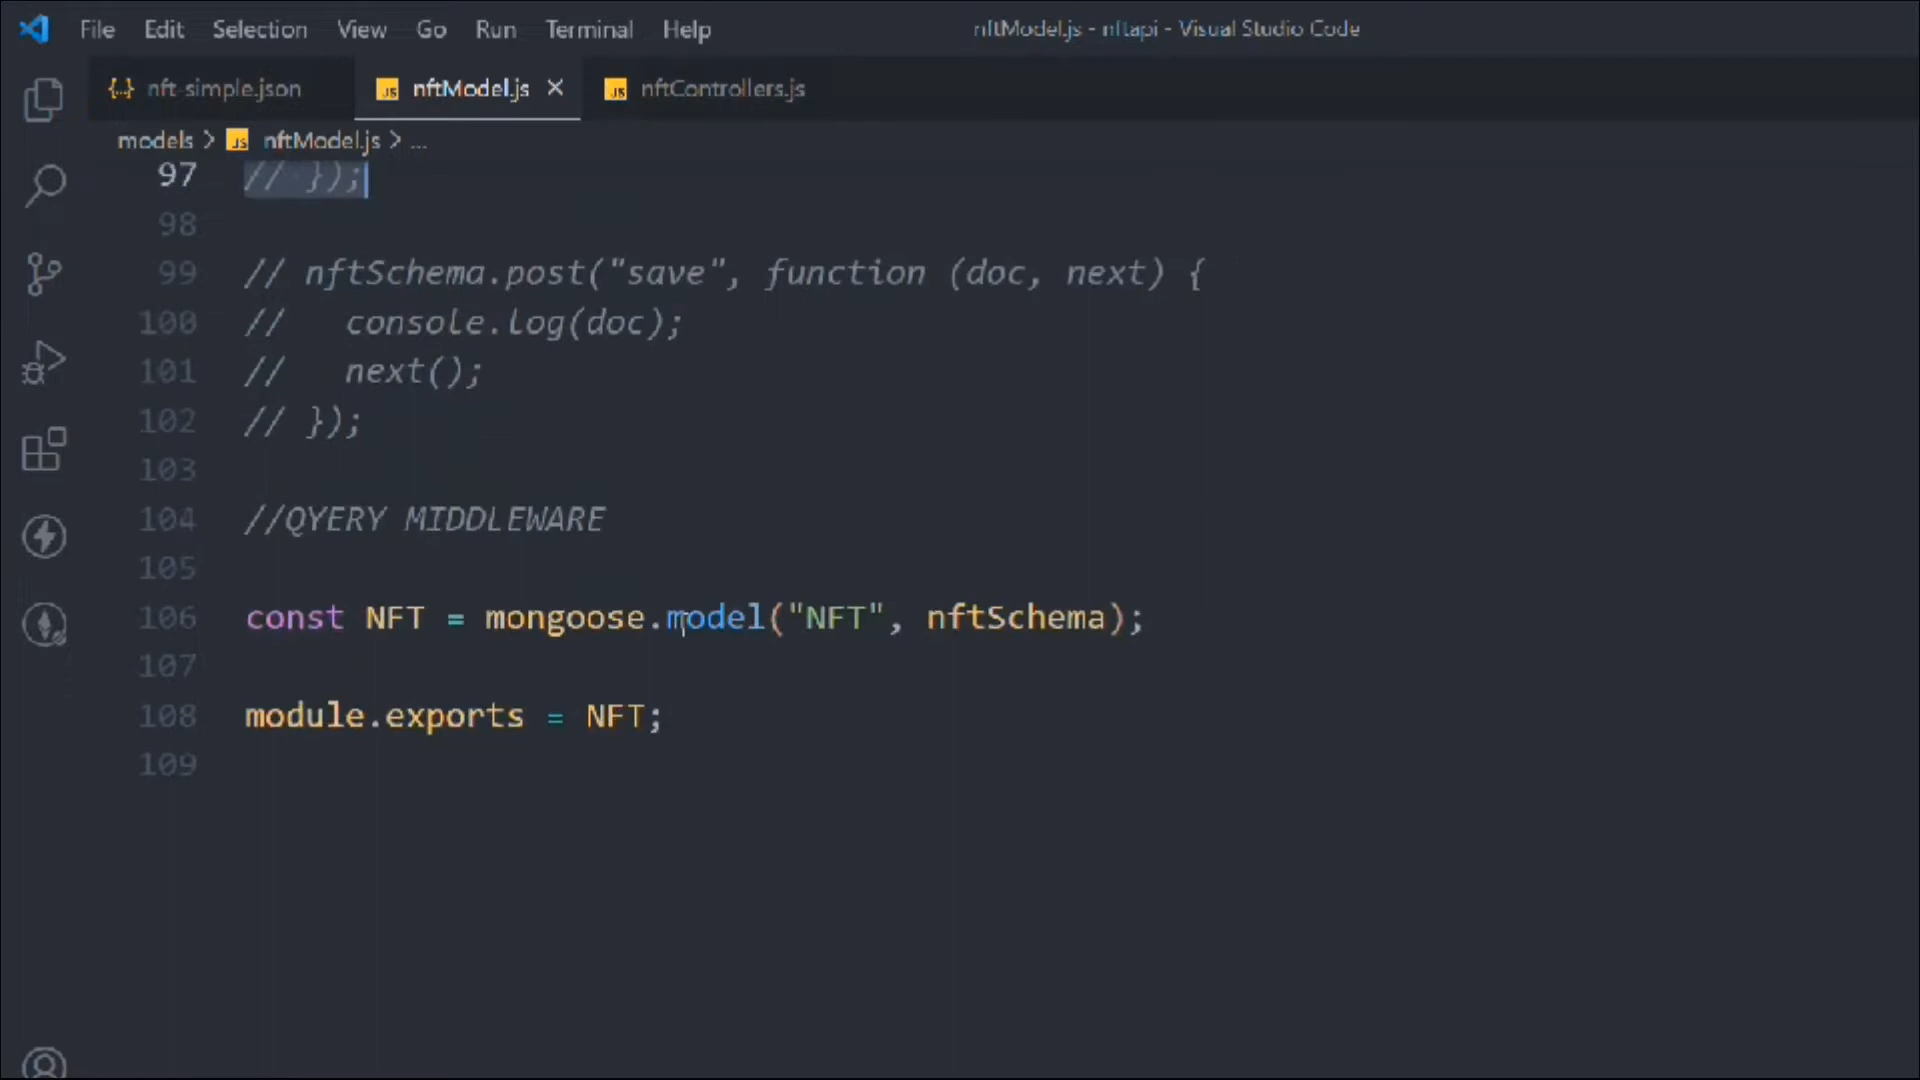 File Edit Selection View Go Run Terminal Help nftModel.js - nftapi - Visual Studio Code
{..} nft-simple.json JS nftModel.js × JS nftControllers.js
models > JS nftModel.js > ...
97 // });
98
99 // nftSchema.post("save", function (doc, next) {
100 //   console.log(doc);
101 //   next();
102 // });
103
104 //QYERY MIDDLEWARE
105
106 const NFT = mongoose.model("NFT", nftSchema);
107
108 module.exports = NFT;
109